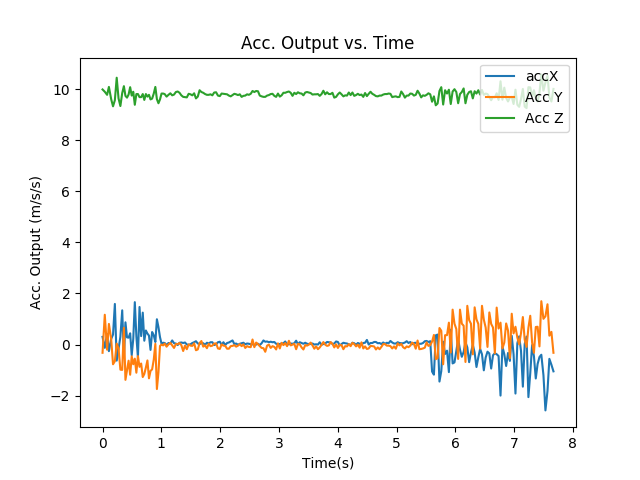 Acc. Output vs. Time
accX
Acc Y
Acc Z
Acc. Output (m/s/s)
10
8
6
4
2
0
−2
0 1 2 3 4 5 6 7 8
Time(s)